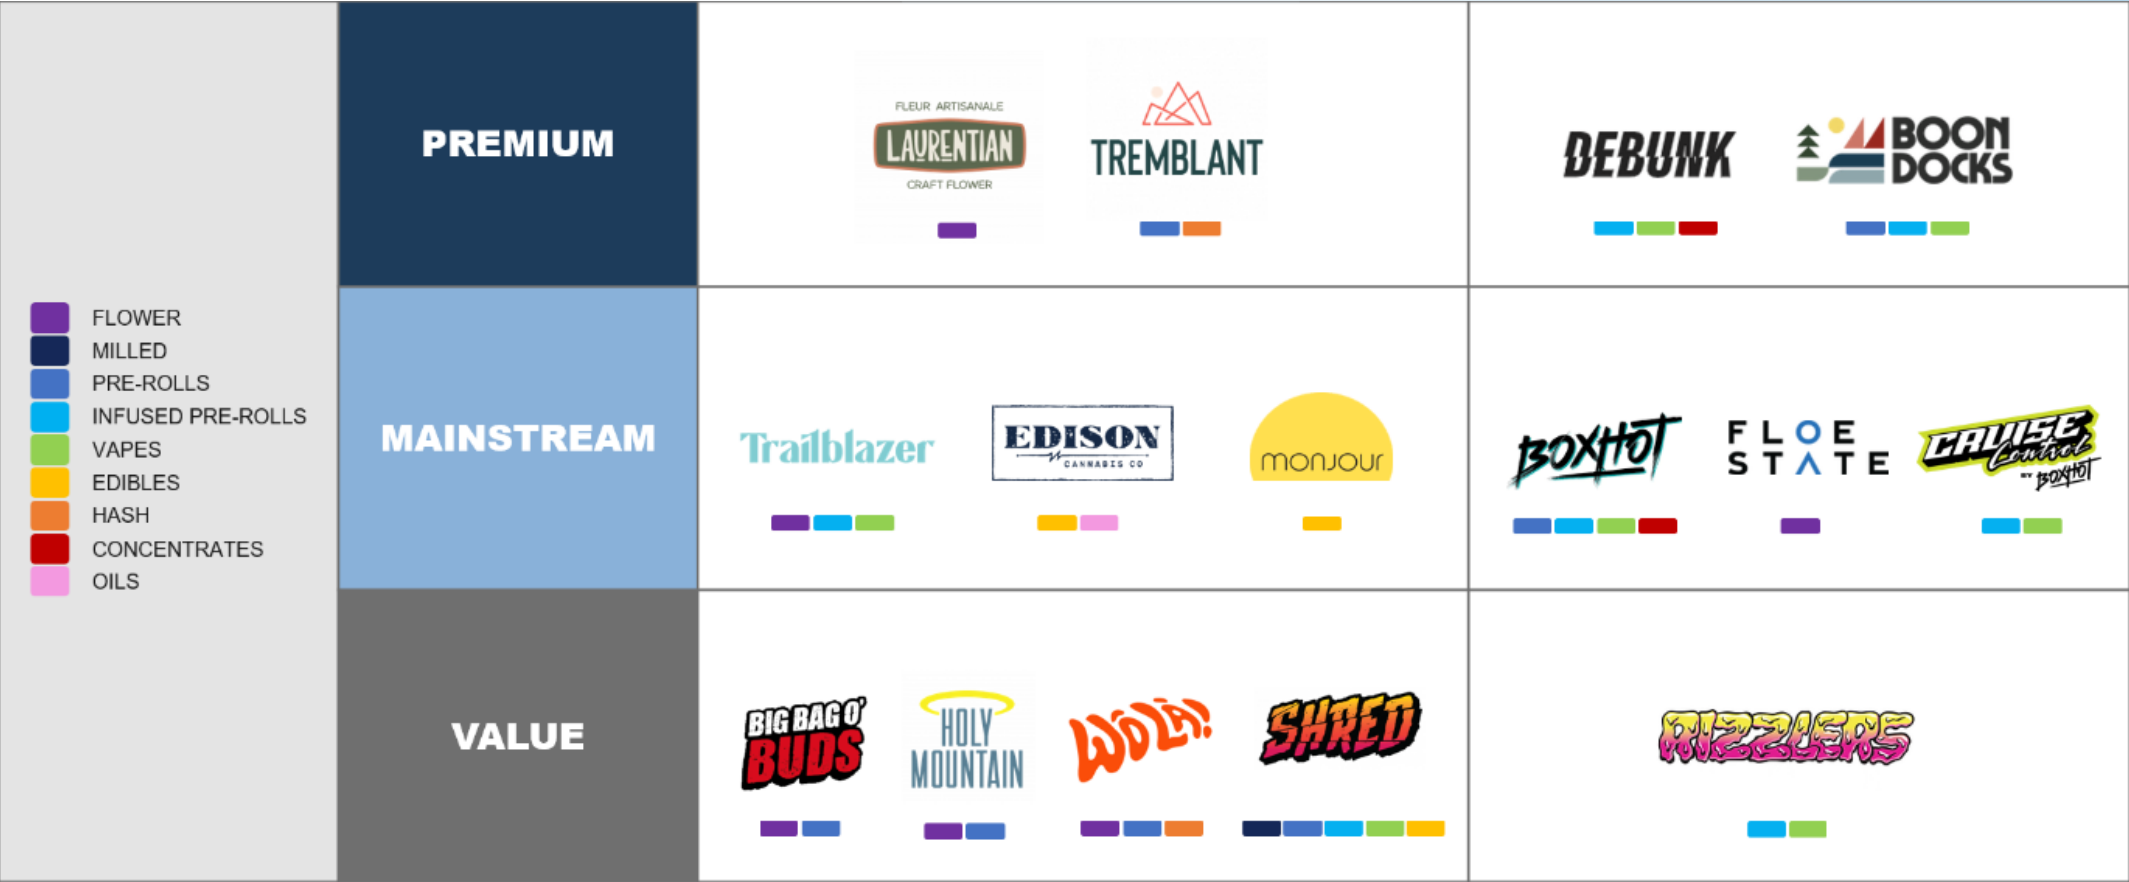 FLOWER
MILLED
PRE-ROLLS
INFUSED PRE-ROLLS
VAPES
EDIBLES
HASH
CONCENTRATES
OILS
PREMIUM
FLEUR ARTISANALE
LAURENTIAN
CRAFT FLOWER
TREMBLANT
DEBUNK
BOON
DOCKS
MAINSTREAM
Trailblazer
EDISON
CANNABIS CO
monjour
BOXHOT
FLOE
STATE
CRUISE
Control
BY BOXHOT
VALUE
BIG BAG O'
BUDS
HOLY
MOUNTAIN
WOLA!
SHRED
RIZZLERS